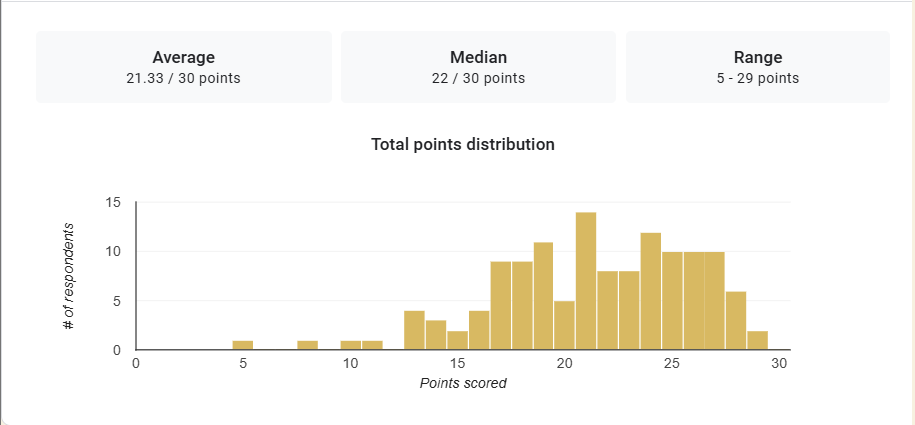 Average
21.33 / 30 points
Median
22 / 30 points
Range
5 - 29 points
Total points distribution
# of respondents
15
10
5
0
0 5 10 15 20 25 30
Points scored